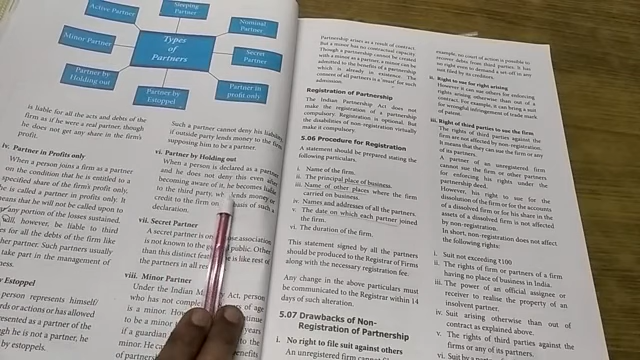 Active Partner
Sleeping
Partner
Nominal
Partner
Minor Partner
Types
of
Partners
Secret
Partner
Partner by
Holding out
Partner by
Estoppel
Partner in
profit only
is liable for all the acts and debts of the
firm as if he were a real partner, though
he does not get any share in the firm's
profit.
iv. Partner in Profits only
When a person joins a firm as a partner
on the condition that he is entitled to a
specified share of the firm's profit only,
he is called a partner in profits only.
means that he will not be called upon to
any portion of the losses sustained.
however, he be liable to third
for all the debts of the firm like
other partner. Such partners usually
take part in the management of
business.
by Estoppel
person represents himself/
words or actions or has allowed
represented as a partner of the
though he is not a partner, he
Such a partner cannot deny his liability
if outside party lends money to the firm
supposing him to be a partner.
vi. Partner by Holding out
When a person is declared as a partner
and he does not deny this even after
becoming aware of it, he becomes liable
to the third party, lends money or
credit to the firm on basis of such a
declaration.
vii. Secret Partner
A secret partner is whose association
is not known to the public. Other
than this distinct he is like rest of
the partners in all
viii. Minor Partner
Under the Indian Act, person
who has not of age
is a minor. continue
to be a minor years
if a guardian
minor. He
of partnership
Partnership arises as a result of contract.
But a minor has no contractual capacity
Though a partnership cannot be created
with a minor as a partner, a minor can be
admitted to the benefits of a partnership
which is already in existence. The
consent of all partners is a 'must' for such
admission.
Registration of Partnership
The Indian Partnership Act does not
make the registration of a partnership
compulsory. Registration is optional. But
the disabilities of non-registration virtually
make it compulsory.
5.06 Procedure for Registration
A statement should be prepared stating the
following particulars.
i. Name of the firm.
ii. The principal place of business.
iii. Name of other places where the firm
carried on business.
iv. Names and addresses of all the partners.
v. The date on which each partner joined
the firm.
vi. The duration of the firm.
This statement signed by all the partners
should be produced to the Registrar of Firms
along with the necessary registration fee.
Any change in the above particulars must
be communicated to the Registrar within 14
days of such alteration.
5.07 Drawbacks of Non-
Registration of Partnership
i. No right to file suit against others
An unregistered firm cannot
example, no court of action is possible to
recover debts from third parties. It has
no right even to demand a set-off in any
suit filed by its creditors.
ii. Right to sue for right arising
However it can sue others for enforcing
rights arising otherwise than out of a
contract. For example, it can bring a suit
for wrongful infringement of trade mark
of patent.
iii. Right of third parties to sue the firm
The rights of third parties against the
firm are not affected by non-registration.
It means that they can sue the firm or any
of its partners.
A partner of an unregistered firm
cannot sue the firm or other partners
for enforcing his rights under the
partnership deed.
However, his right to sue for the
dissolution of the firm and or for accounts
of a dissolved firm or his share in the assets
of a dissolved firm is not affected.
In short, non-registration does not affect
the following rights:
i. Suit not exceeding ₹100
ii. The rights of firm or partners of a firm
having no place of business in India.
iii. The power of an official assignee or
receiver to realise the property of an
insolvent partner.
iv. Suit arising otherwise than out of
contract as explained above.
v. The rights of third parties against the
firm or any of its partners.
vi. Suit by a